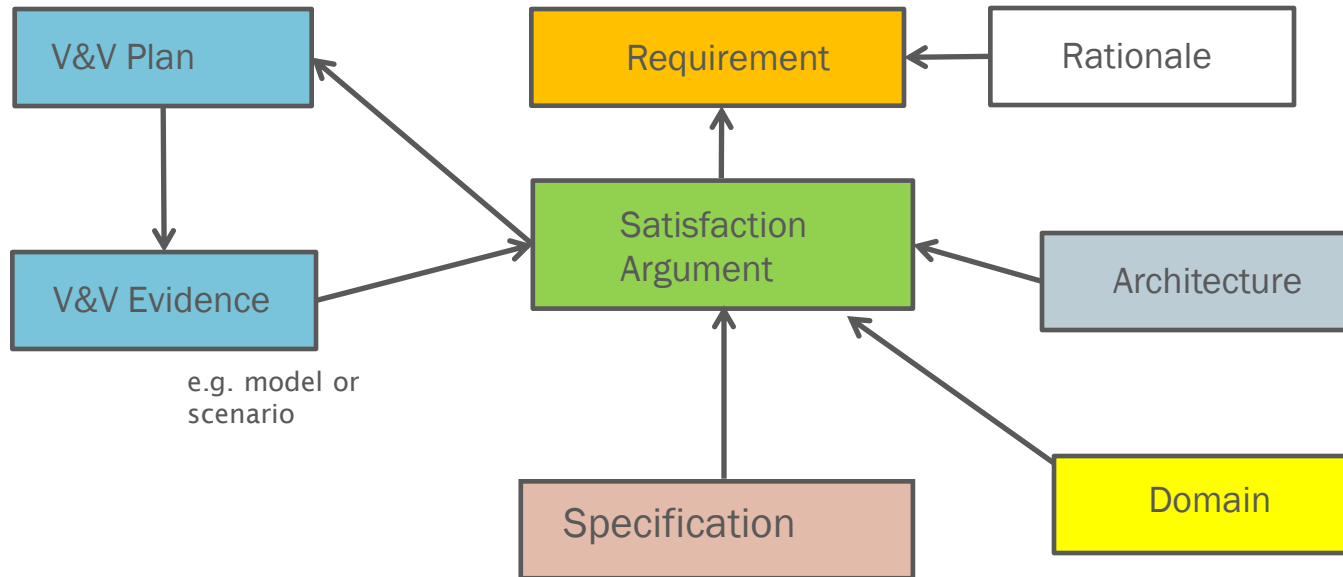 V&V Plan
Requirement
Rationale
Satisfaction
Argument
Architecture
V&V Evidence
e.g. model or
scenario
Specification
Domain